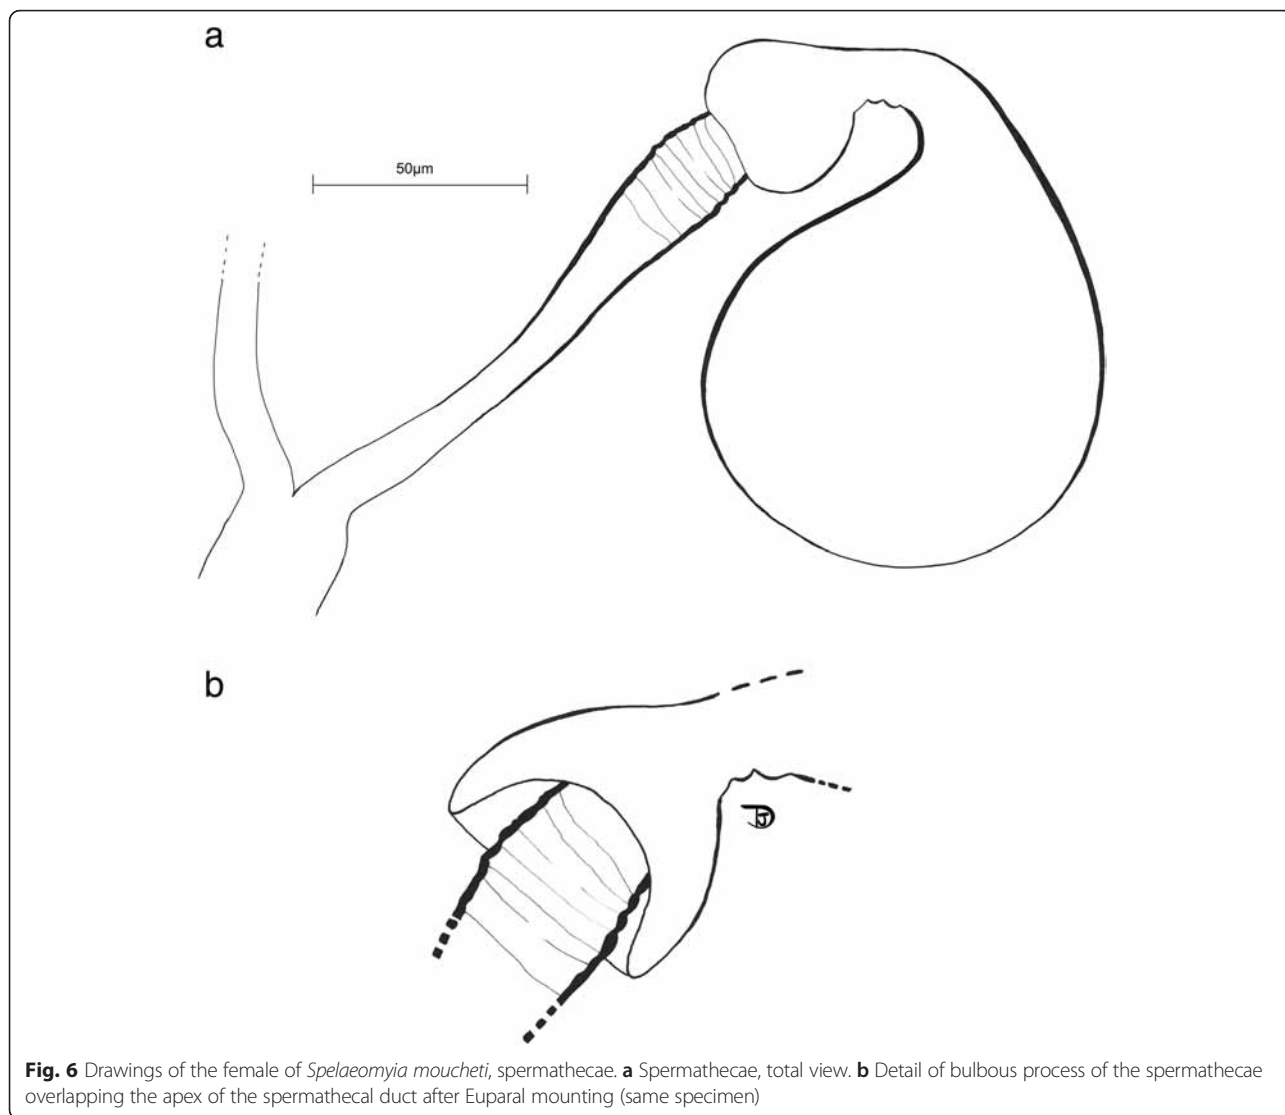 a
50µm
b
Fig. 6 Drawings of the female of Spelaeomyia moucheti, spermathecae. a Spermathecae, total view. b Detail of bulbous process of the spermathecae
overlapping the apex of the spermathecal duct after Euparal mounting (same specimen)